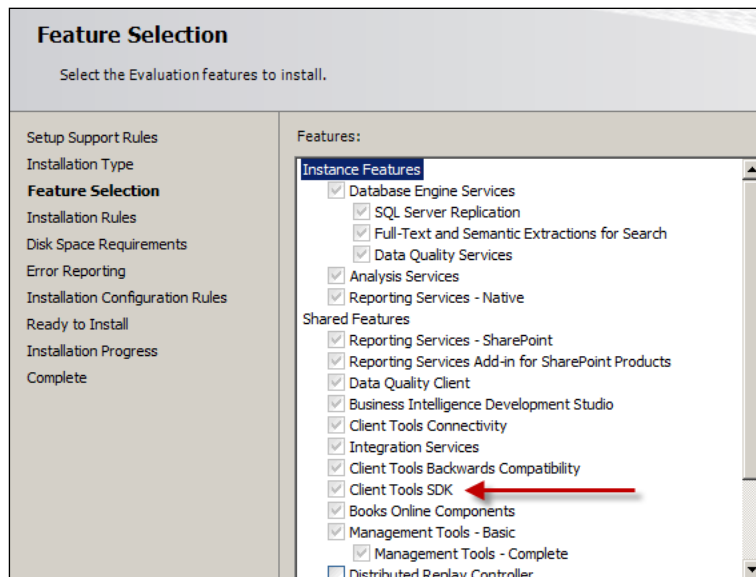 Feature Selection
Select the Evaluation features to install.
Setup Support Rules
Installation Type
Feature Selection
Installation Rules
Disk Space Requirements
Error Reporting
Installation Configuration Rules
Ready to Install
Installation Progress
Complete
Features:
Instance Features
Database Engine Services
SQL Server Replication
Full-Text and Semantic Extractions for Search
Data Quality Services
Analysis Services
Reporting Services - Native
Shared Features
Reporting Services - SharePoint
Reporting Services Add-in for SharePoint Products
Data Quality Client
Business Intelligence Development Studio
Client Tools Connectivity
Integration Services
Client Tools Backwards Compatibility
Client Tools SDK
Books Online Components
Management Tools - Basic
Management Tools - Complete
Distributed Replay Controller